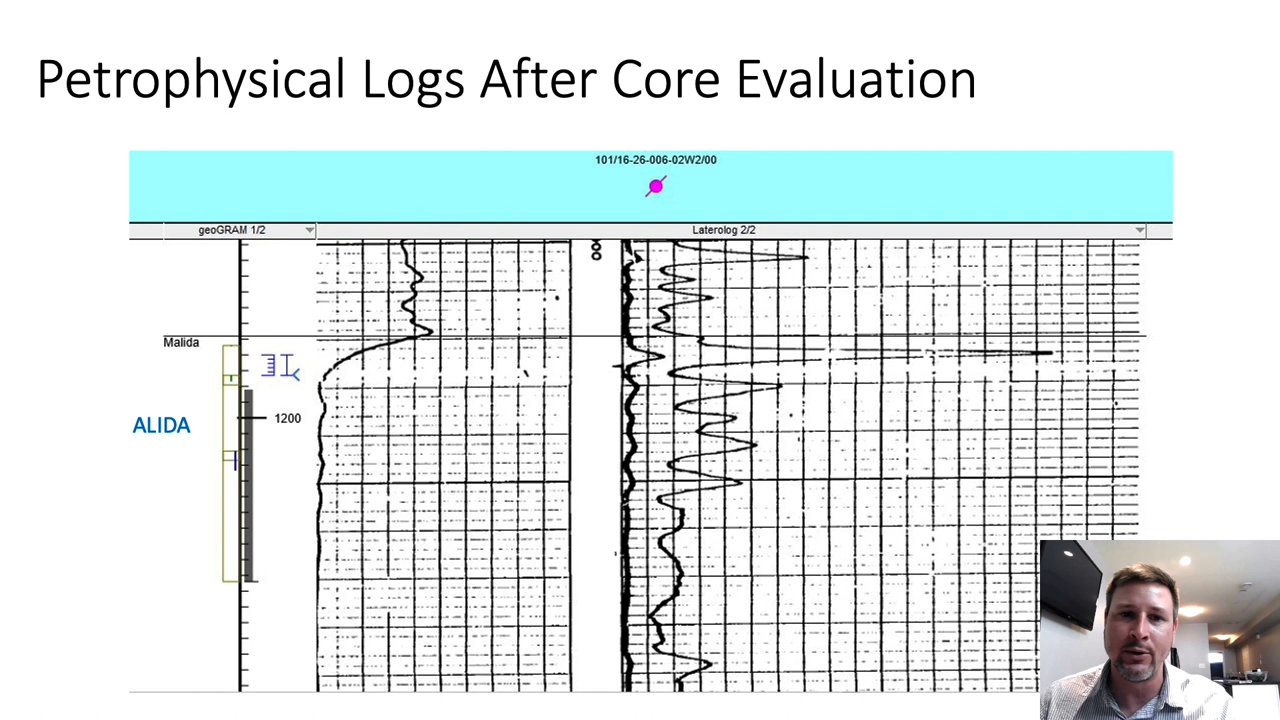 Petrophysical Logs After Core Evaluation
101/16-26-006-02W2/00
geoGRAM 1/2
Laterolog 2/2
Malida
1200
ALIDA